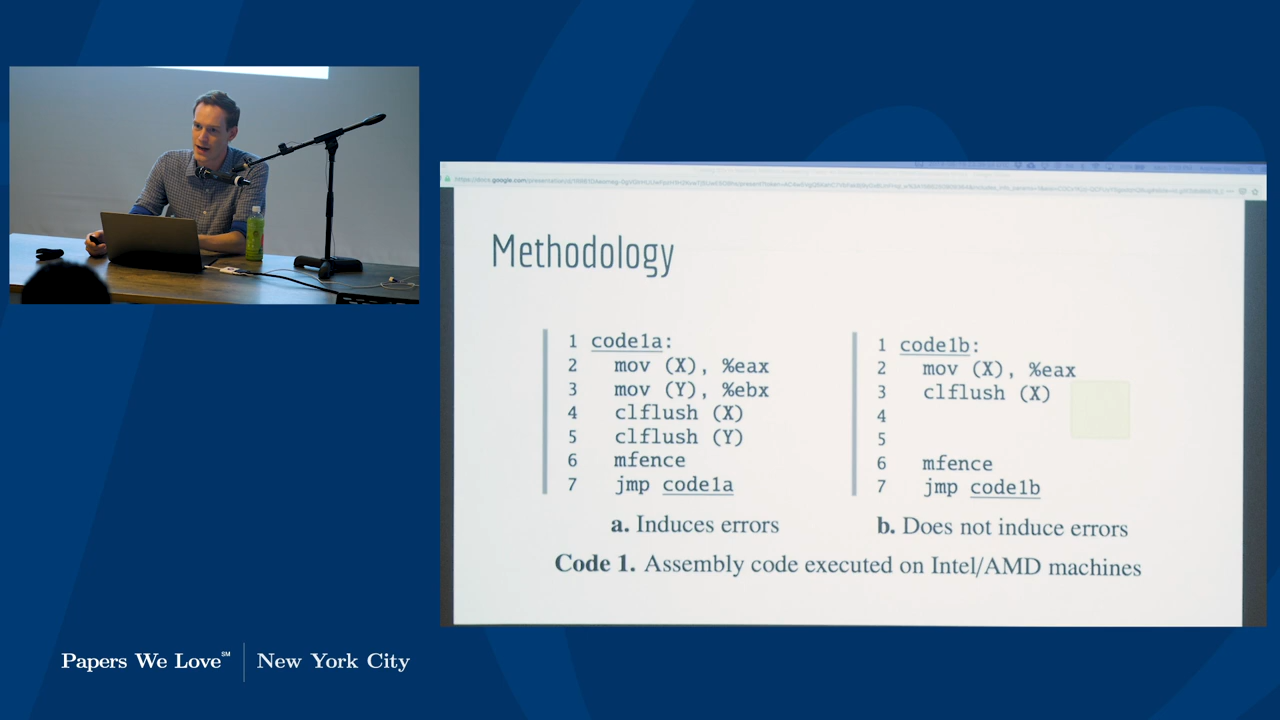 Methodology
1 code1a:
2 mov (X), %eax
3 mov (Y), %ebx
4 clflush (X)
5 clflush (Y)
6 mfence
7 jmp code1a
a. Induces errors
1 code1b:
2 mov (X), %eax
3 clflush (X)
4
5
6 mfence
7 jmp code1b
b. Does not induce errors
Code 1. Assembly code executed on Intel/AMD machines
Papers We Love℠ | New York City